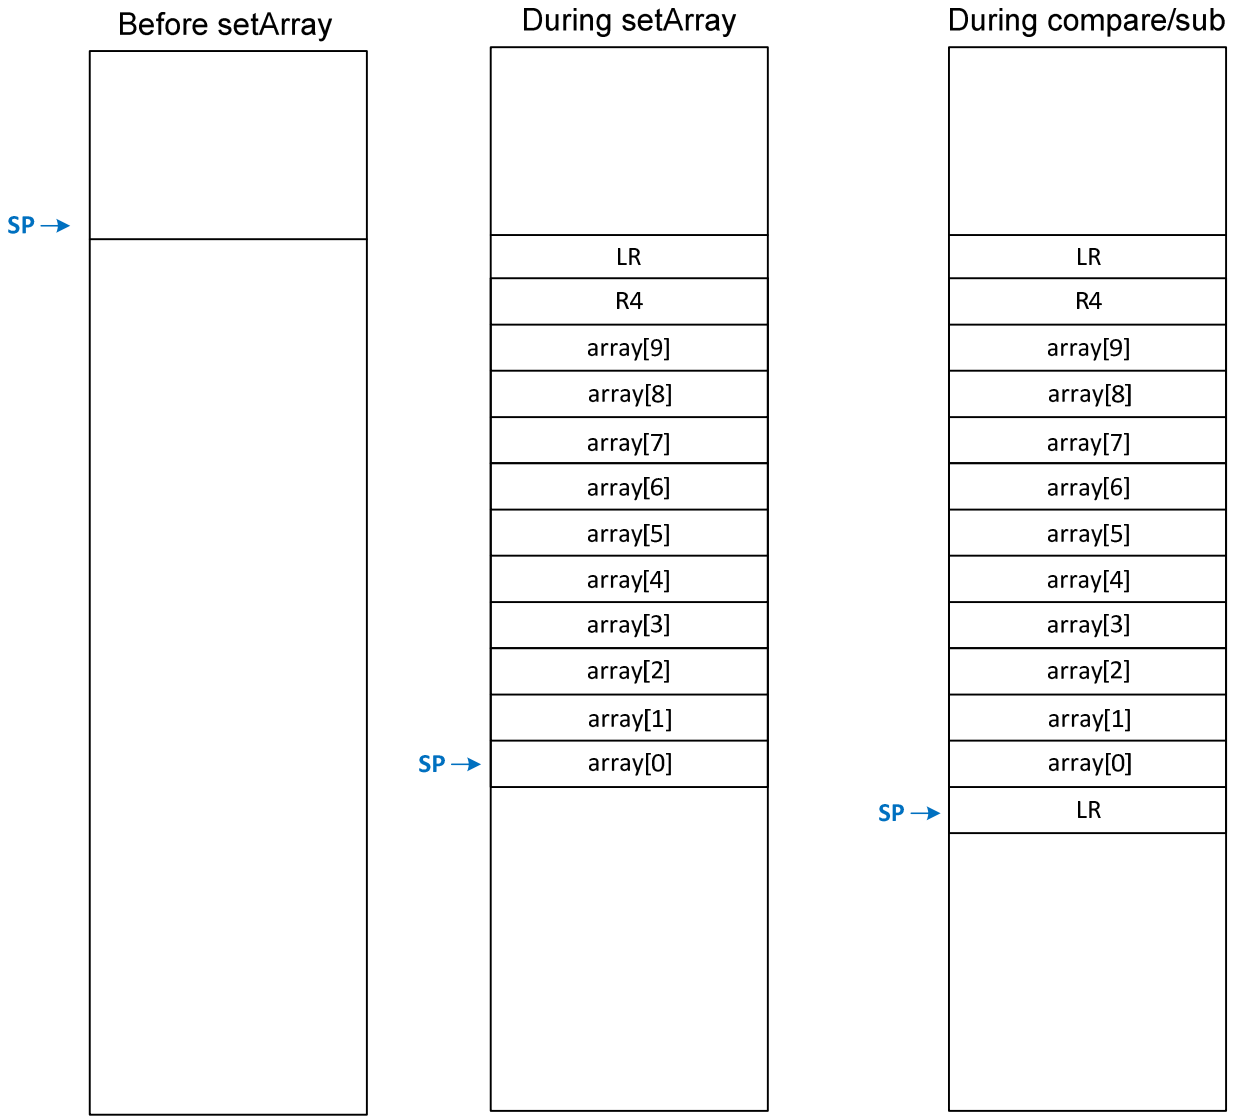 Before setArray
During setArray
During compare/sub
SP
LR
LR
R4
R4
array[9]
array[9]
array[8]
array[8]
array[7]
array[7]
array[6]
array[6]
array[5]
array[5]
array[4]
array[4]
array[3]
array[3]
array[2]
array[2]
array[1]
array[1]
SP
array[0]
array[0]
SP
LR